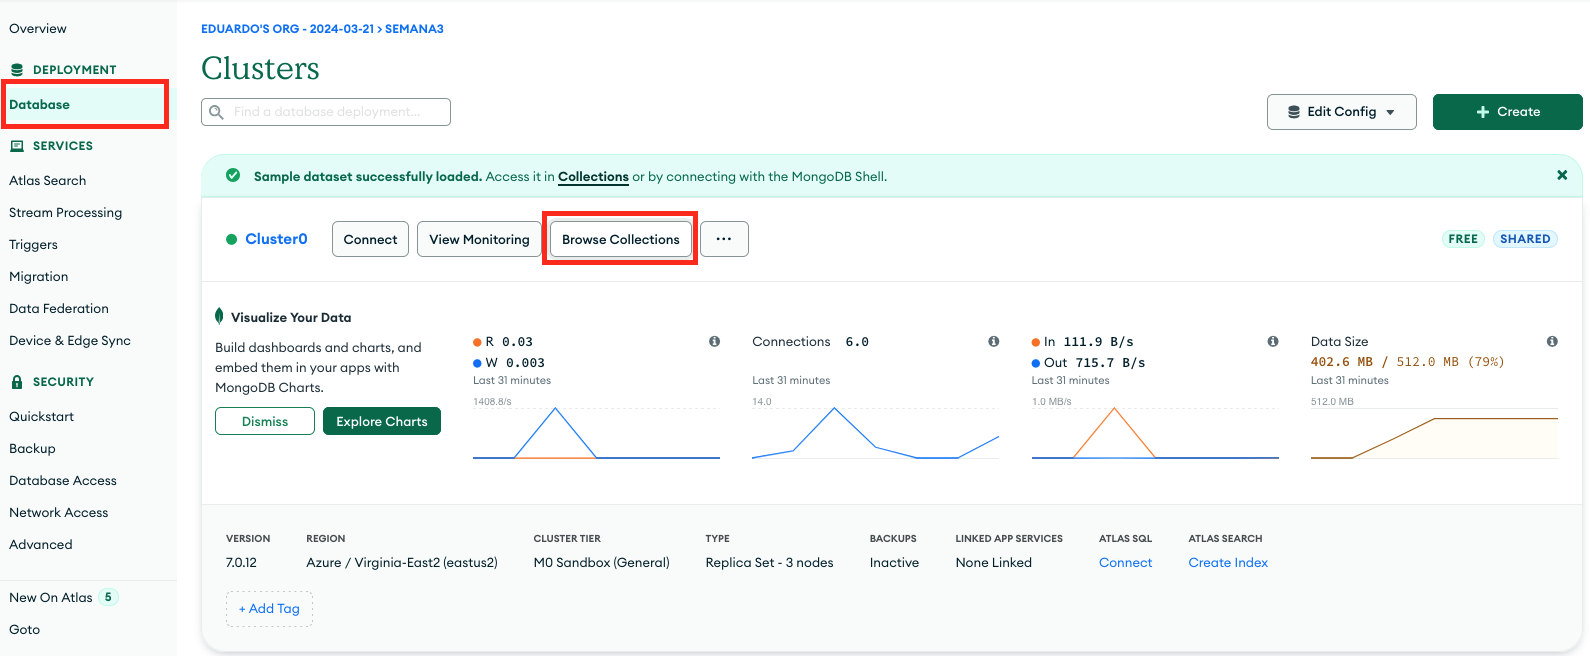 Overview
DEPLOYMENT
Database
SERVICES
Atlas Search
Stream Processing
Triggers
Migration
Data Federation
Device & Edge Sync
SECURITY
Quickstart
Backup
Database Access
Network Access
Advanced
New On Atlas 5
Goto
EDUARDO'S ORG - 2024-03-21 > SEMANA3
Clusters
Find a database deployment...
Edit Config
+ Create
Sample dataset successfully loaded. Access it in Collections or by connecting with the MongoDB Shell.
Cluster0 Connect View Monitoring Browse Collections ... FREE SHARED
Visualize Your Data
Build dashboards and charts, and
embed them in your apps with
MongoDB Charts.
Dismiss Explore Charts
R 0.03
W 0.003
Last 31 minutes
1408.8/s
Connections 6.0
Last 31 minutes
14.0
In 111.9 B/s
Out 715.7 B/s
Last 31 minutes
1.0 MB/s
Data Size
402.6 MB / 512.0 MB (79%)
Last 31 minutes
512.0 MB
VERSION REGION CLUSTER TIER TYPE BACKUPS LINKED APP SERVICES ATLAS SQL ATLAS SEARCH
7.0.12 Azure / Virginia-East2 (eastus2) M0 Sandbox (General) Replica Set - 3 nodes Inactive None Linked Connect Create Index
+ Add Tag